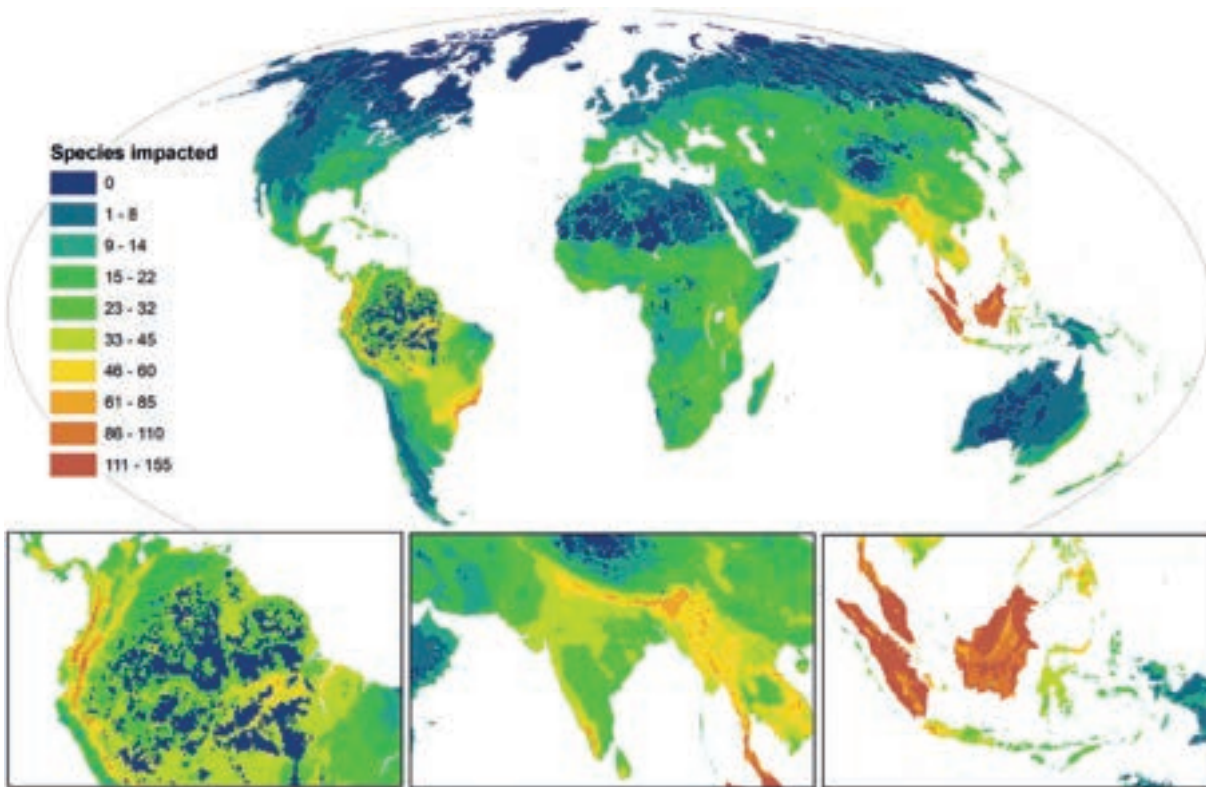 Species impacted
0
1 - 8
9 - 14
15 - 22
23 - 32
33 - 45
46 - 60
61 - 85
86 - 110
111 - 155